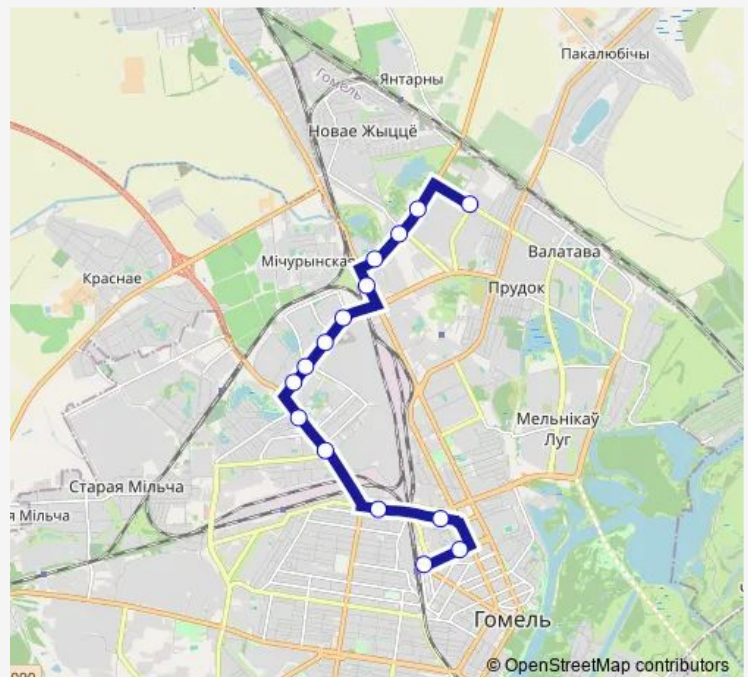 Пакалюбічы
Янтарны
Гомель
Новае Жыццё
Валатава
Мічурынская
Краснае
Прудок
Мельнікаў
Луг
Старая Мільча
я Мільча
Гомель
© OpenStreetMap contributors